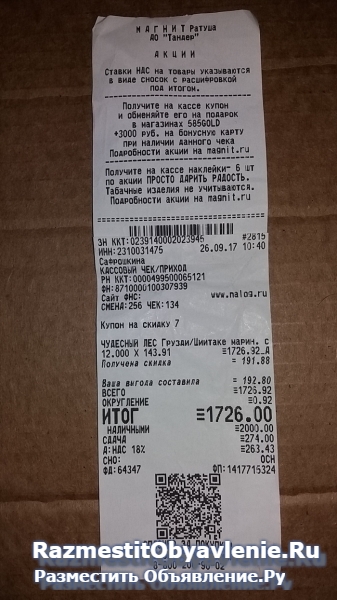 МАГНИТ Ратуша
АО "Тандер"
АКЦИИ
Ставки НДС на товары указываются
в виде сносок с расшифровкой
под итогом.
Получите на кассе купон
и обменяйте его на подарок
в магазинах 585GOLD
+3000 руб. на бонусную карту
при наличии данного чека
Подробности акции на magnit.ru
Получите на кассе наклейки- 6 шт
по акции ПРОСТО ДАРИТЬ РАДОСТЬ.
Табачные изделия не учитываются.
Подробности акции на magnit.ru
ЗН ККТ:0239140002023945 #2815
ИНН:2310031475 26.09.17 10:40
Сафрошкина
КАССОВЫЙ ЧЕК/ПРИХОД
РН ККТ:0000499500065121
ФН:8710000100307939
Сайт ФНС: www.nalog.ru
СМЕНА:256 ЧЕК:134
Купон на скидку 7
ЧУДЕСНЫЙ ЛЕС Грузди/Шиитаке марин. с
12.000 X 143.91 ≡1726.92_А
Получена скидка = 191.88
Ваша выгода составила = 192.80
ВСЕГО ≡1726.92
ОКРУГЛЕНИЕ ≡0.92
ИТОГ ≡1726.00
НАЛИЧНЫМИ ≡2000.00
СДАЧА ≡274.00
А:НДС 18% ≡263.43
СНО: ОСН
ФД:64347 ФП:1417716324
ЗА ПОКУПКУ
RazmestitObyavlenie.Ru
Разместить Объявление.Ру